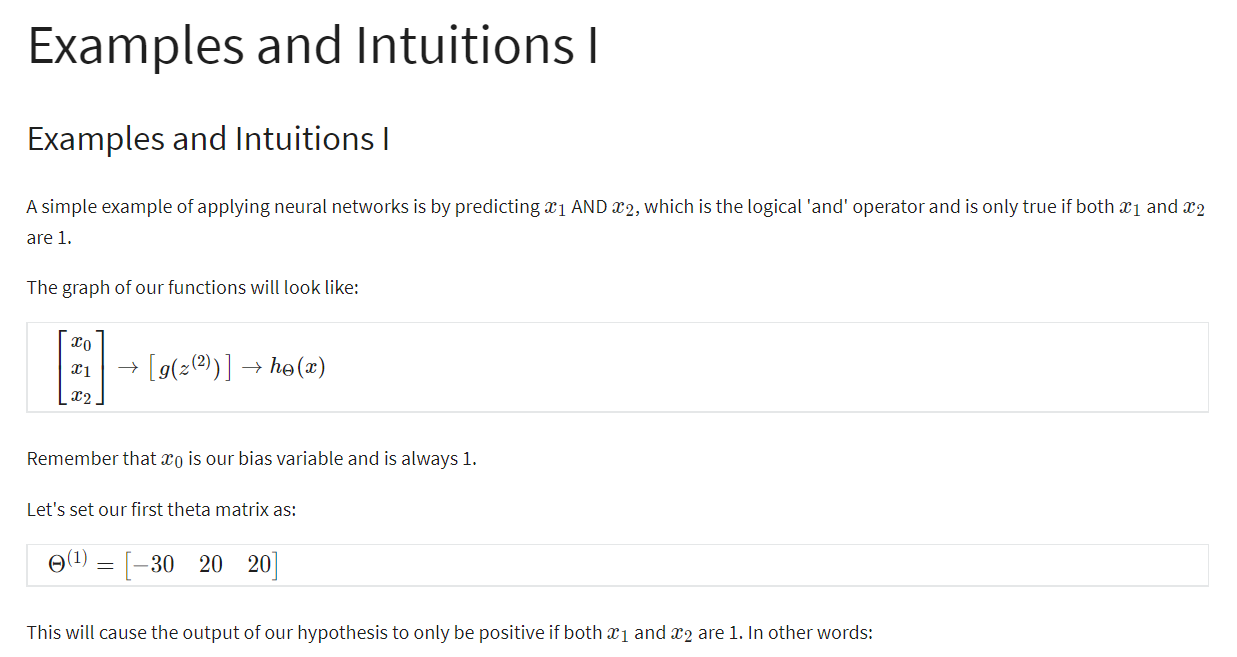 Examples and Intuitions I
Examples and Intuitions I
A simple example of applying neural networks is by predicting x₁ AND x₂, which is the logical 'and' operator and is only true if both x₁ and x₂
are 1.
The graph of our functions will look like:
[x₀ x₁ x₂] → [g(z⁽²⁾)] → hΘ(x)
Remember that x₀ is our bias variable and is always 1.
Let's set our first theta matrix as:
Θ⁽¹⁾ = [−30 20 20]
This will cause the output of our hypothesis to only be positive if both x₁ and x₂ are 1. In other words: